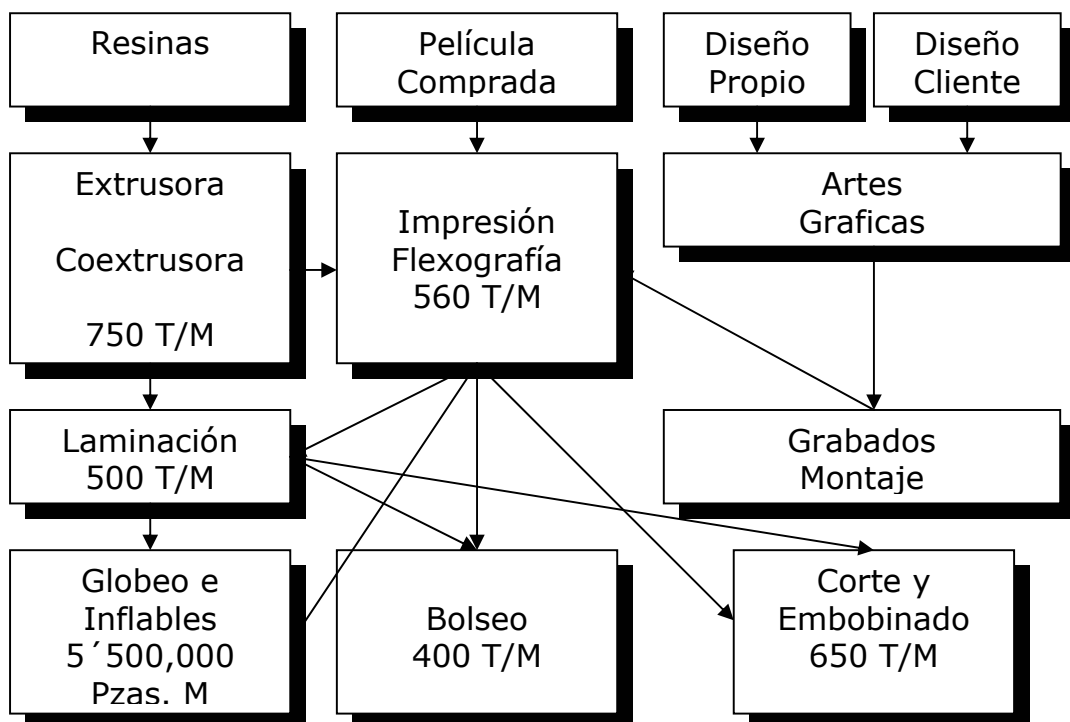 Resinas
Película
Comprada
Diseño
Propio
Diseño
Cliente
Extrusora
Coextrusora
750 T/M
Impresión
Flexografía
560 T/M
Artes
Graficas
Laminación
500 T/M
Grabados
Montaje
Globeo e
Inflables
5´500,000
Pzas. M
Bolseo
400 T/M
Corte y
Embobinado
650 T/M